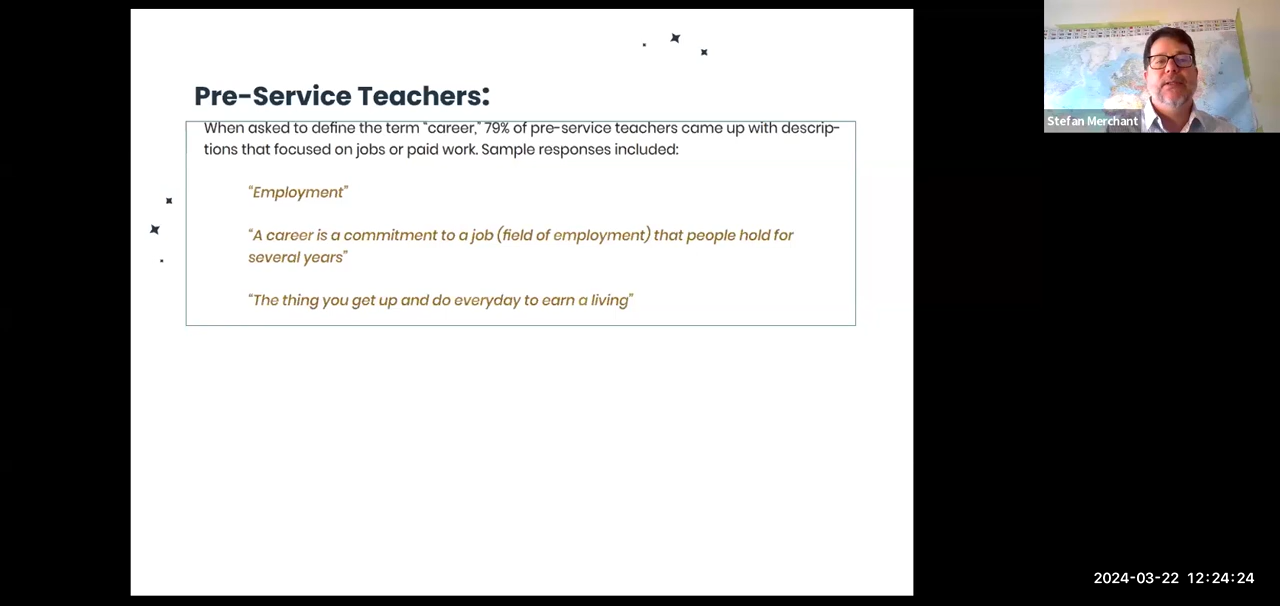 Pre-Service Teachers:
When asked to define the term "career," 79% of pre-service teachers came up with descrip-
tions that focused on jobs or paid work. Sample responses included:
"Employment"
"A career is a commitment to a job (field of employment) that people hold for
several years"
"The thing you get up and do everyday to earn a living"
Stefan Merchant
2024-03-22 12:24:24